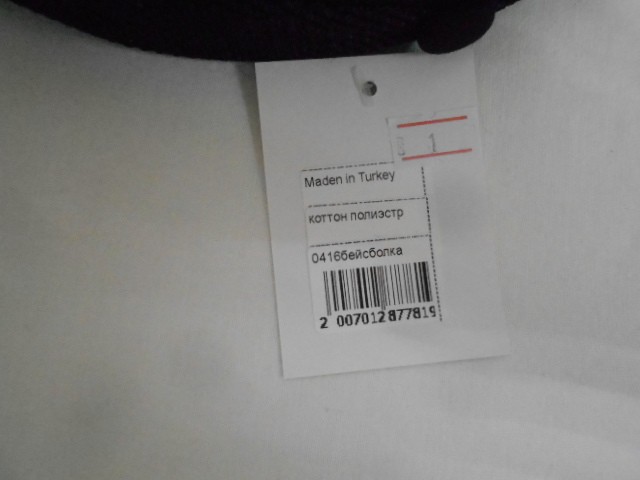 1
Maden in Turkey
коттон полиэстр
0416бейсболка
2 007012 877819